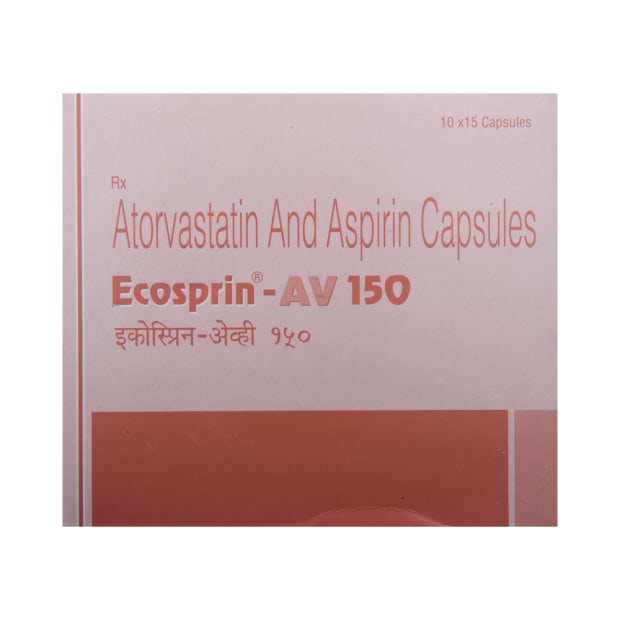 10 x15 Capsules
Rx
Atorvastatin And Aspirin Capsules
Ecosprin®-AV 150
इकोस्प्रिन-अेव्ही १५०